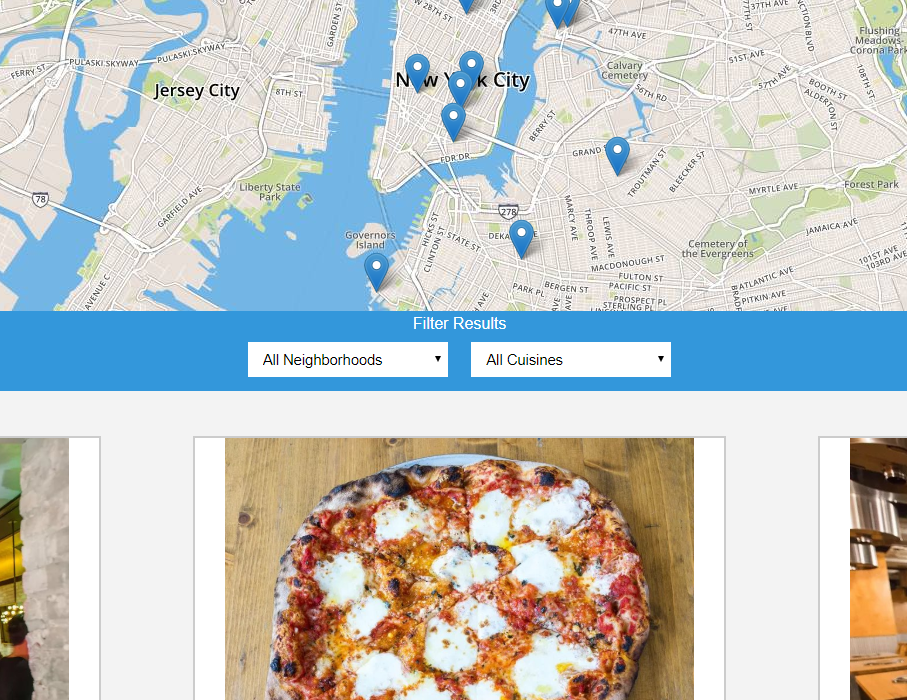 W 28TH ST
3RD
GARDEN ST
47TH AVE
37TH AVE
JUNCTION BLVD
51ST AVE
Flushing
Meadows-
Corona Park
PULASKI SKYWAY
PULASKI SKYWAY
FERRY ST
Calvary
Cemetery
57TH AVE
108TH ST
New York City
Jersey City
8TH ST
56TH RD
BOOTH ST
ALDERTON ST
BERRY ST
FDR DR
GRAND
TROUTMAN ST
BLEECKER ST
Liberty State
Park
MYRTLE AVE
Forest Park
78
GARFIELD AVE
278
HICKS ST
CLINTON ST
STATE ST
MARCY AVE
THROOP AVE
LEWIS AVE
JAMAICA AVE
Governors
Island
DEKA
Cemetery of
the Evergreens
MACDONOUGH ST
101ST AVE
103RD AVE
FULTON ST
PACIFIC ST
ATLANTIC AVE
AVENUE C
PARK PL
BERGEN ST
PROSPECT PL
STERLING PL
PITKIN AVE
Filter Results
All Neighborhoods
All Cuisines